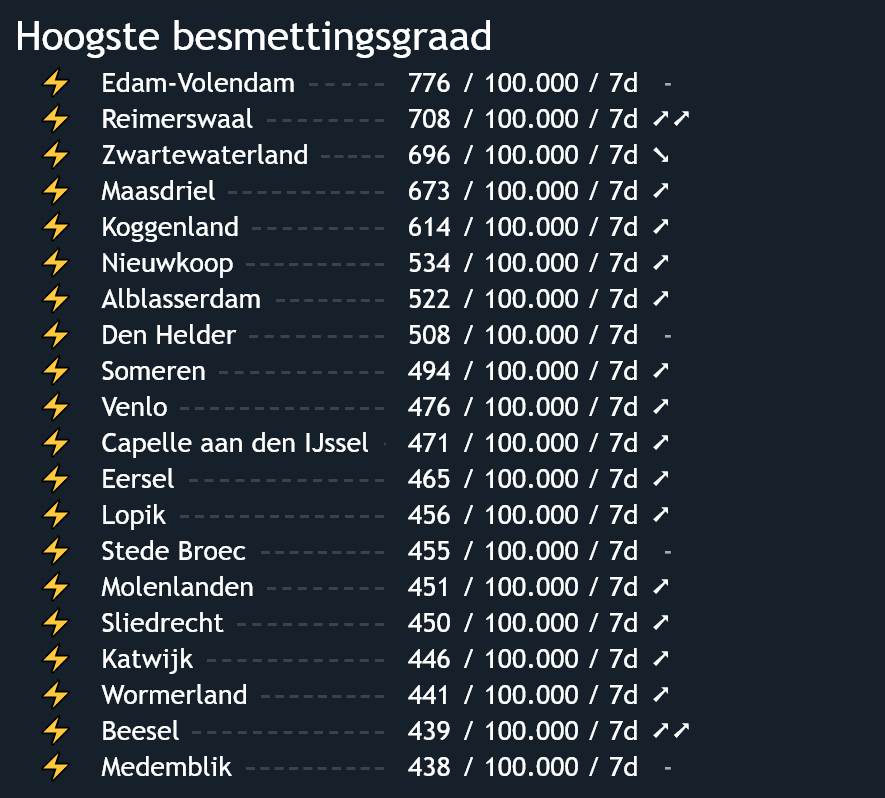 Hoogste besmettingsgraad
Edam-Volendam 776 / 100.000 / 7d -
Reimerswaal 708 / 100.000 / 7d ➚➚
Zwartewaterland 696 / 100.000 / 7d ➘
Maasdriel 673 / 100.000 / 7d ➚
Koggenland 614 / 100.000 / 7d ➚
Nieuwkoop 534 / 100.000 / 7d ➚
Alblasserdam 522 / 100.000 / 7d ➚
Den Helder 508 / 100.000 / 7d -
Someren 494 / 100.000 / 7d ➚
Venlo 476 / 100.000 / 7d ➚
Capelle aan den IJssel 471 / 100.000 / 7d ➚
Eersel 465 / 100.000 / 7d ➚
Lopik 456 / 100.000 / 7d ➚
Stede Broec 455 / 100.000 / 7d -
Molenlanden 451 / 100.000 / 7d ➚
Sliedrecht 450 / 100.000 / 7d ➚
Katwijk 446 / 100.000 / 7d ➚
Wormerland 441 / 100.000 / 7d ➚
Beesel 439 / 100.000 / 7d ➚➚
Medemblik 438 / 100.000 / 7d -